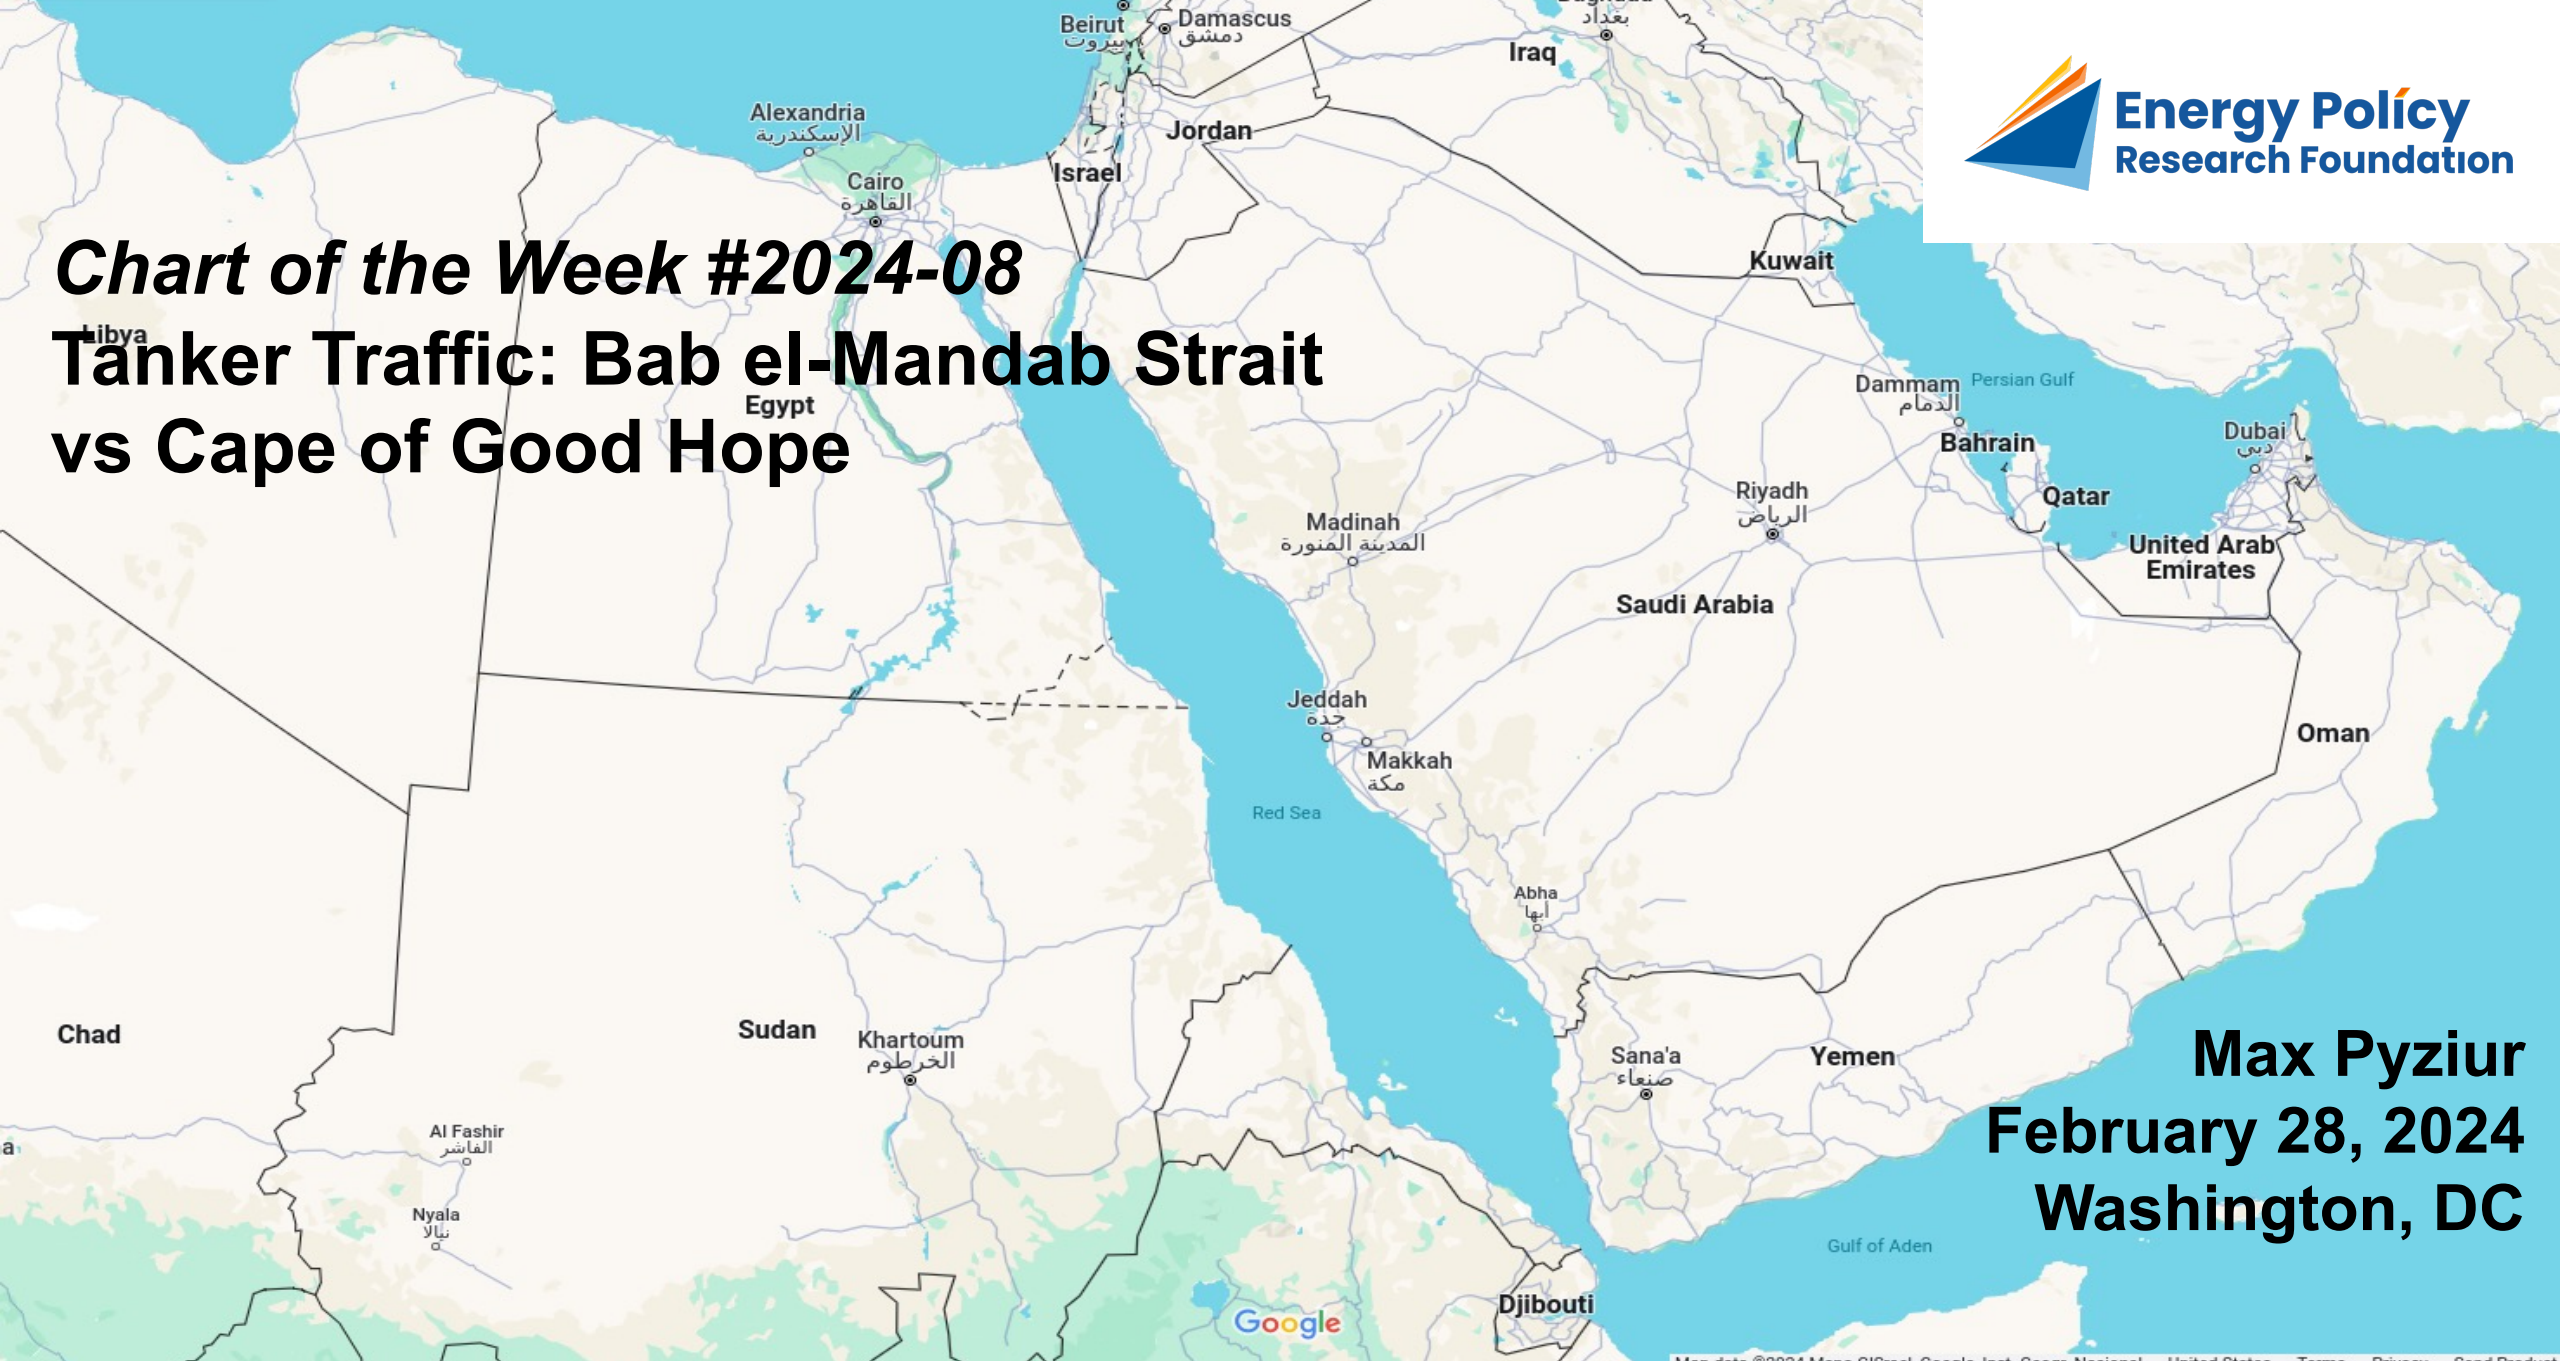 Beirut
بيروت
Damascus
دمشق
بغداد
Iraq
Energy Policy
Research Foundation
Alexandria
الإسكندرية
Jordan
Israel
Cairo
القاهرة
Chart of the Week #2024-08
Kuwait
Libya
Tanker Traffic: Bab el-Mandab Strait
Egypt
vs Cape of Good Hope
Dammam
الدمام
Persian Gulf
Bahrain
Dubai
دبي
Qatar
Riyadh
الرياض
Madinah
المدينة المنورة
United Arab
Emirates
Saudi Arabia
Jeddah
جدة
Makkah
مكة
Oman
Red Sea
Abha
أبها
Chad
Sudan
Khartoum
الخرطوم
Sana'a
صنعاء
Yemen
Max Pyziur
February 28, 2024
Washington, DC
Al Fashir
الفاشر
Nyala
نيالا
Gulf of Aden
Djibouti
Google